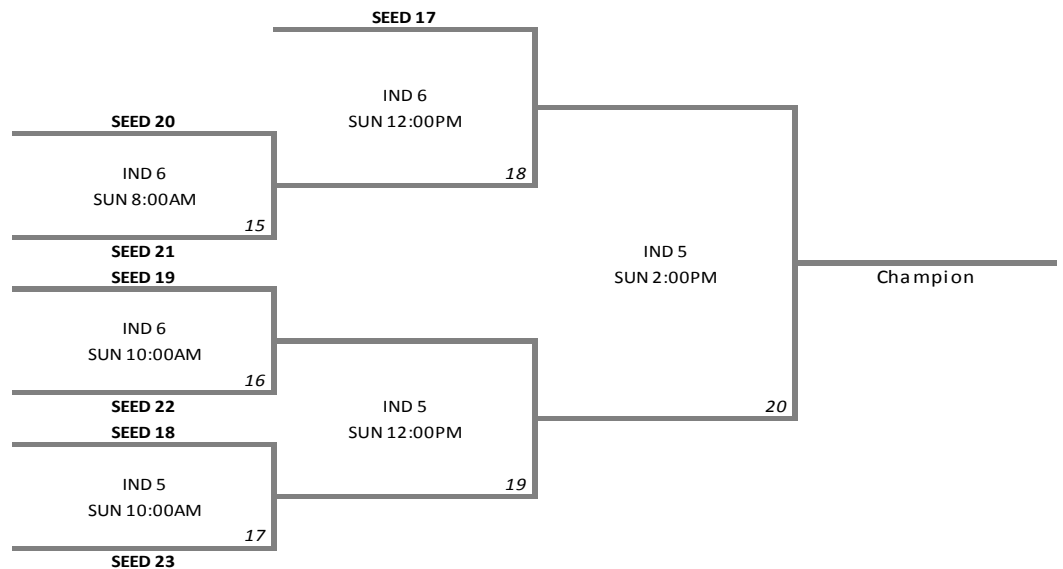 SEED 17
IND 6
SUN 12:00PM
18
SEED 20
IND 6
SUN 8:00AM
15
SEED 21
SEED 19
IND 6
SUN 10:00AM
16
SEED 22
SEED 18
IND 5
SUN 10:00AM
17
SEED 23
IND 5
SUN 12:00PM
19
IND 5
SUN 2:00PM
20
Champion